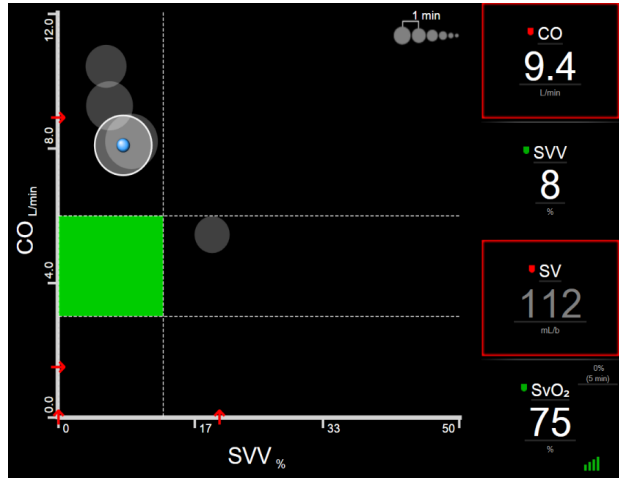 1 min
12.0
8.0
4.0
0.0
CO L/min
0
17
33
50
SVV %
CO
9.4
L/min
SVV
8
%
SV
112
mL/b
0%
(5 min)
SvO₂
75
%